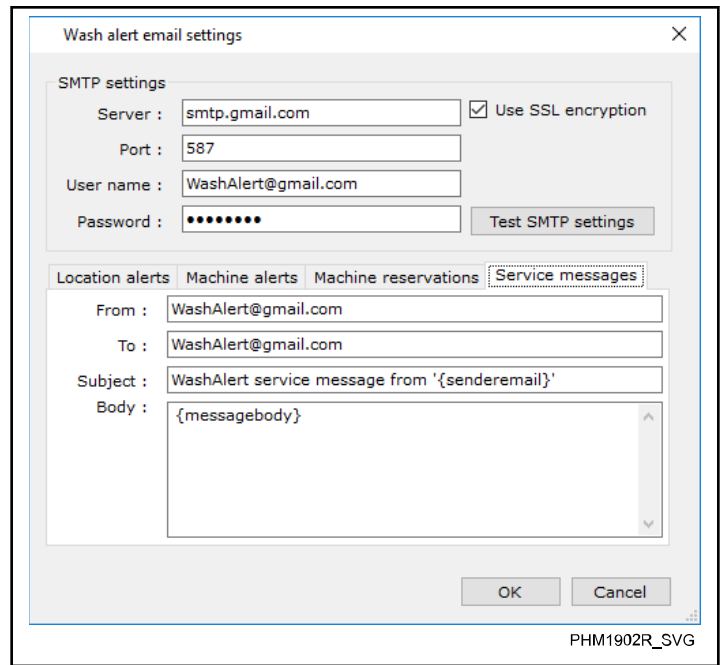 Wash alert email settings
SMTP settings
Server : smtp.gmail.com Use SSL encryption
Port : 587
User name : WashAlert@gmail.com
Password : •••••••• Test SMTP settings
Location alerts Machine alerts Machine reservations Service messages
From : WashAlert@gmail.com
To : WashAlert@gmail.com
Subject : WashAlert service message from '{senderemail}'
Body : {messagebody}
OK Cancel
PHM1902R_SVG